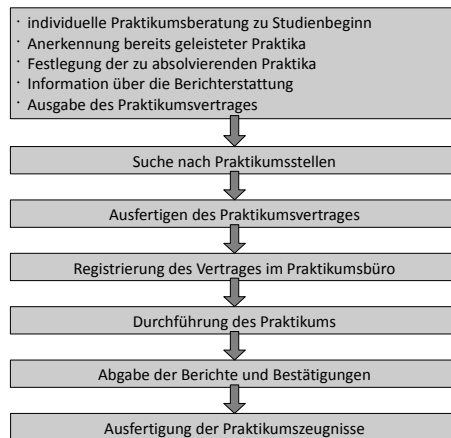 · individuelle Praktikumsberatung zu Studienbeginn
· Anerkennung bereits geleisteter Praktika
· Festlegung der zu absolvierenden Praktika
· Information über die Berichterstattung
· Ausgabe des Praktikumsvertrages
Suche nach Praktikumsstellen
Ausfertigen des Praktikumsvertrages
Registrierung des Vertrages im Praktikumsbüro
Durchführung des Praktikums
Abgabe der Berichte und Bestätigungen
Ausfertigung der Praktikumszeugnisse